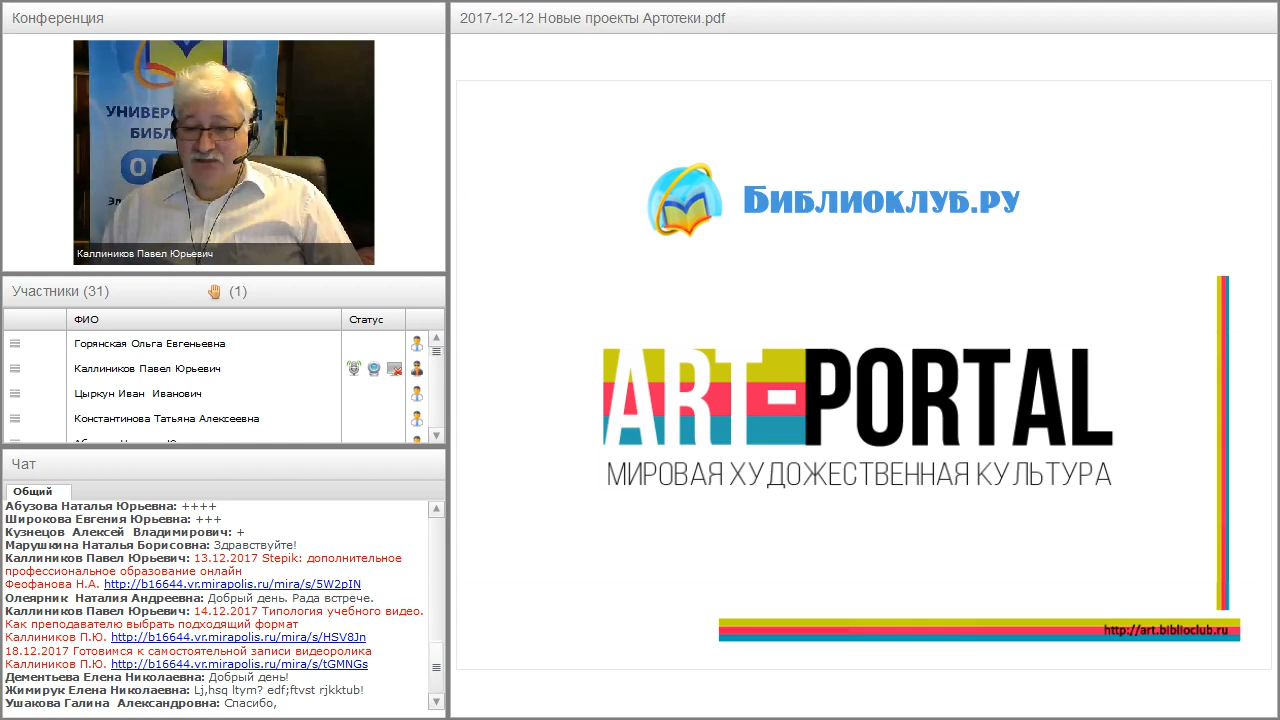 Конференция
УНИВЕР
БИБЛ
Каллиников Павел Юрьевич
Участники (31) (1)
ФИО Статус
Горянская Ольга Евгеньевна
Каллиников Павел Юрьевич
Цыркун Иван Иванович
Константинова Татьяна Алексеевна
Чат
Общий
Абузова Наталья Юрьевна: ++++
Широкова Евгения Юрьевна: +++
Кузнецов Алексей Владимирович: +
Марушкина Наталья Борисовна: Здравствуйте!
Каллиников Павел Юрьевич: 13.12.2017 Stepik: дополнительное
профессиональное образование онлайн
Феофанова Н.А. http://b16644.vr.mirapolis.ru/mira/s/5W2pIN
Олеярник Наталия Андреевна: Добрый день. Рада встрече.
Каллиников Павел Юрьевич: 14.12.2017 Типология учебного видео.
Как преподавателю выбрать подходящий формат
Каллиников П.Ю. http://b16644.vr.mirapolis.ru/mira/s/HSV8Jn
18.12.2017 Готовимся к самостоятельной записи видеоролика
Каллиников П.Ю. http://b16644.vr.mirapolis.ru/mira/s/tGMNGs
Дементьева Елена Николаевна: Добрый день!
Жимирук Елена Николаевна: Lj,hsq ltym? edf;ftvst rjkktub!
Ушакова Галина Александровна: Спасибо,
2017-12-12 Новые проекты Артотеки.pdf
Библиоклуб.ру
ART-PORTAL
МИРОВАЯ ХУДОЖЕСТВЕННАЯ КУЛЬТУРА
http://art.biblioclub.ru